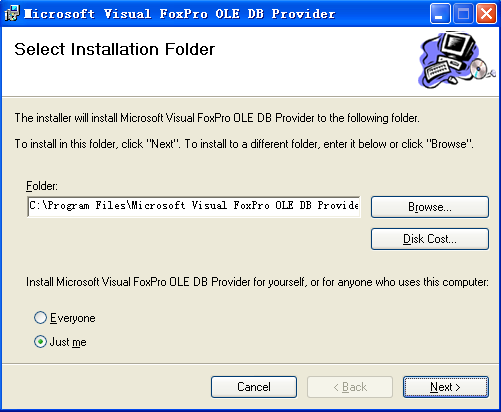 Microsoft Visual FoxPro OLE DB Provider
Select Installation Folder
The installer will install Microsoft Visual FoxPro OLE DB Provider to the following folder.
To install in this folder, click "Next". To install to a different folder, enter it below or click "Browse".
Folder:
C:\Program Files\Microsoft Visual FoxPro OLE DB Provide
Browse...
Disk Cost...
Install Microsoft Visual FoxPro OLE DB Provider for yourself, or for anyone who uses this computer:
Everyone
Just me
Cancel
< Back
Next >